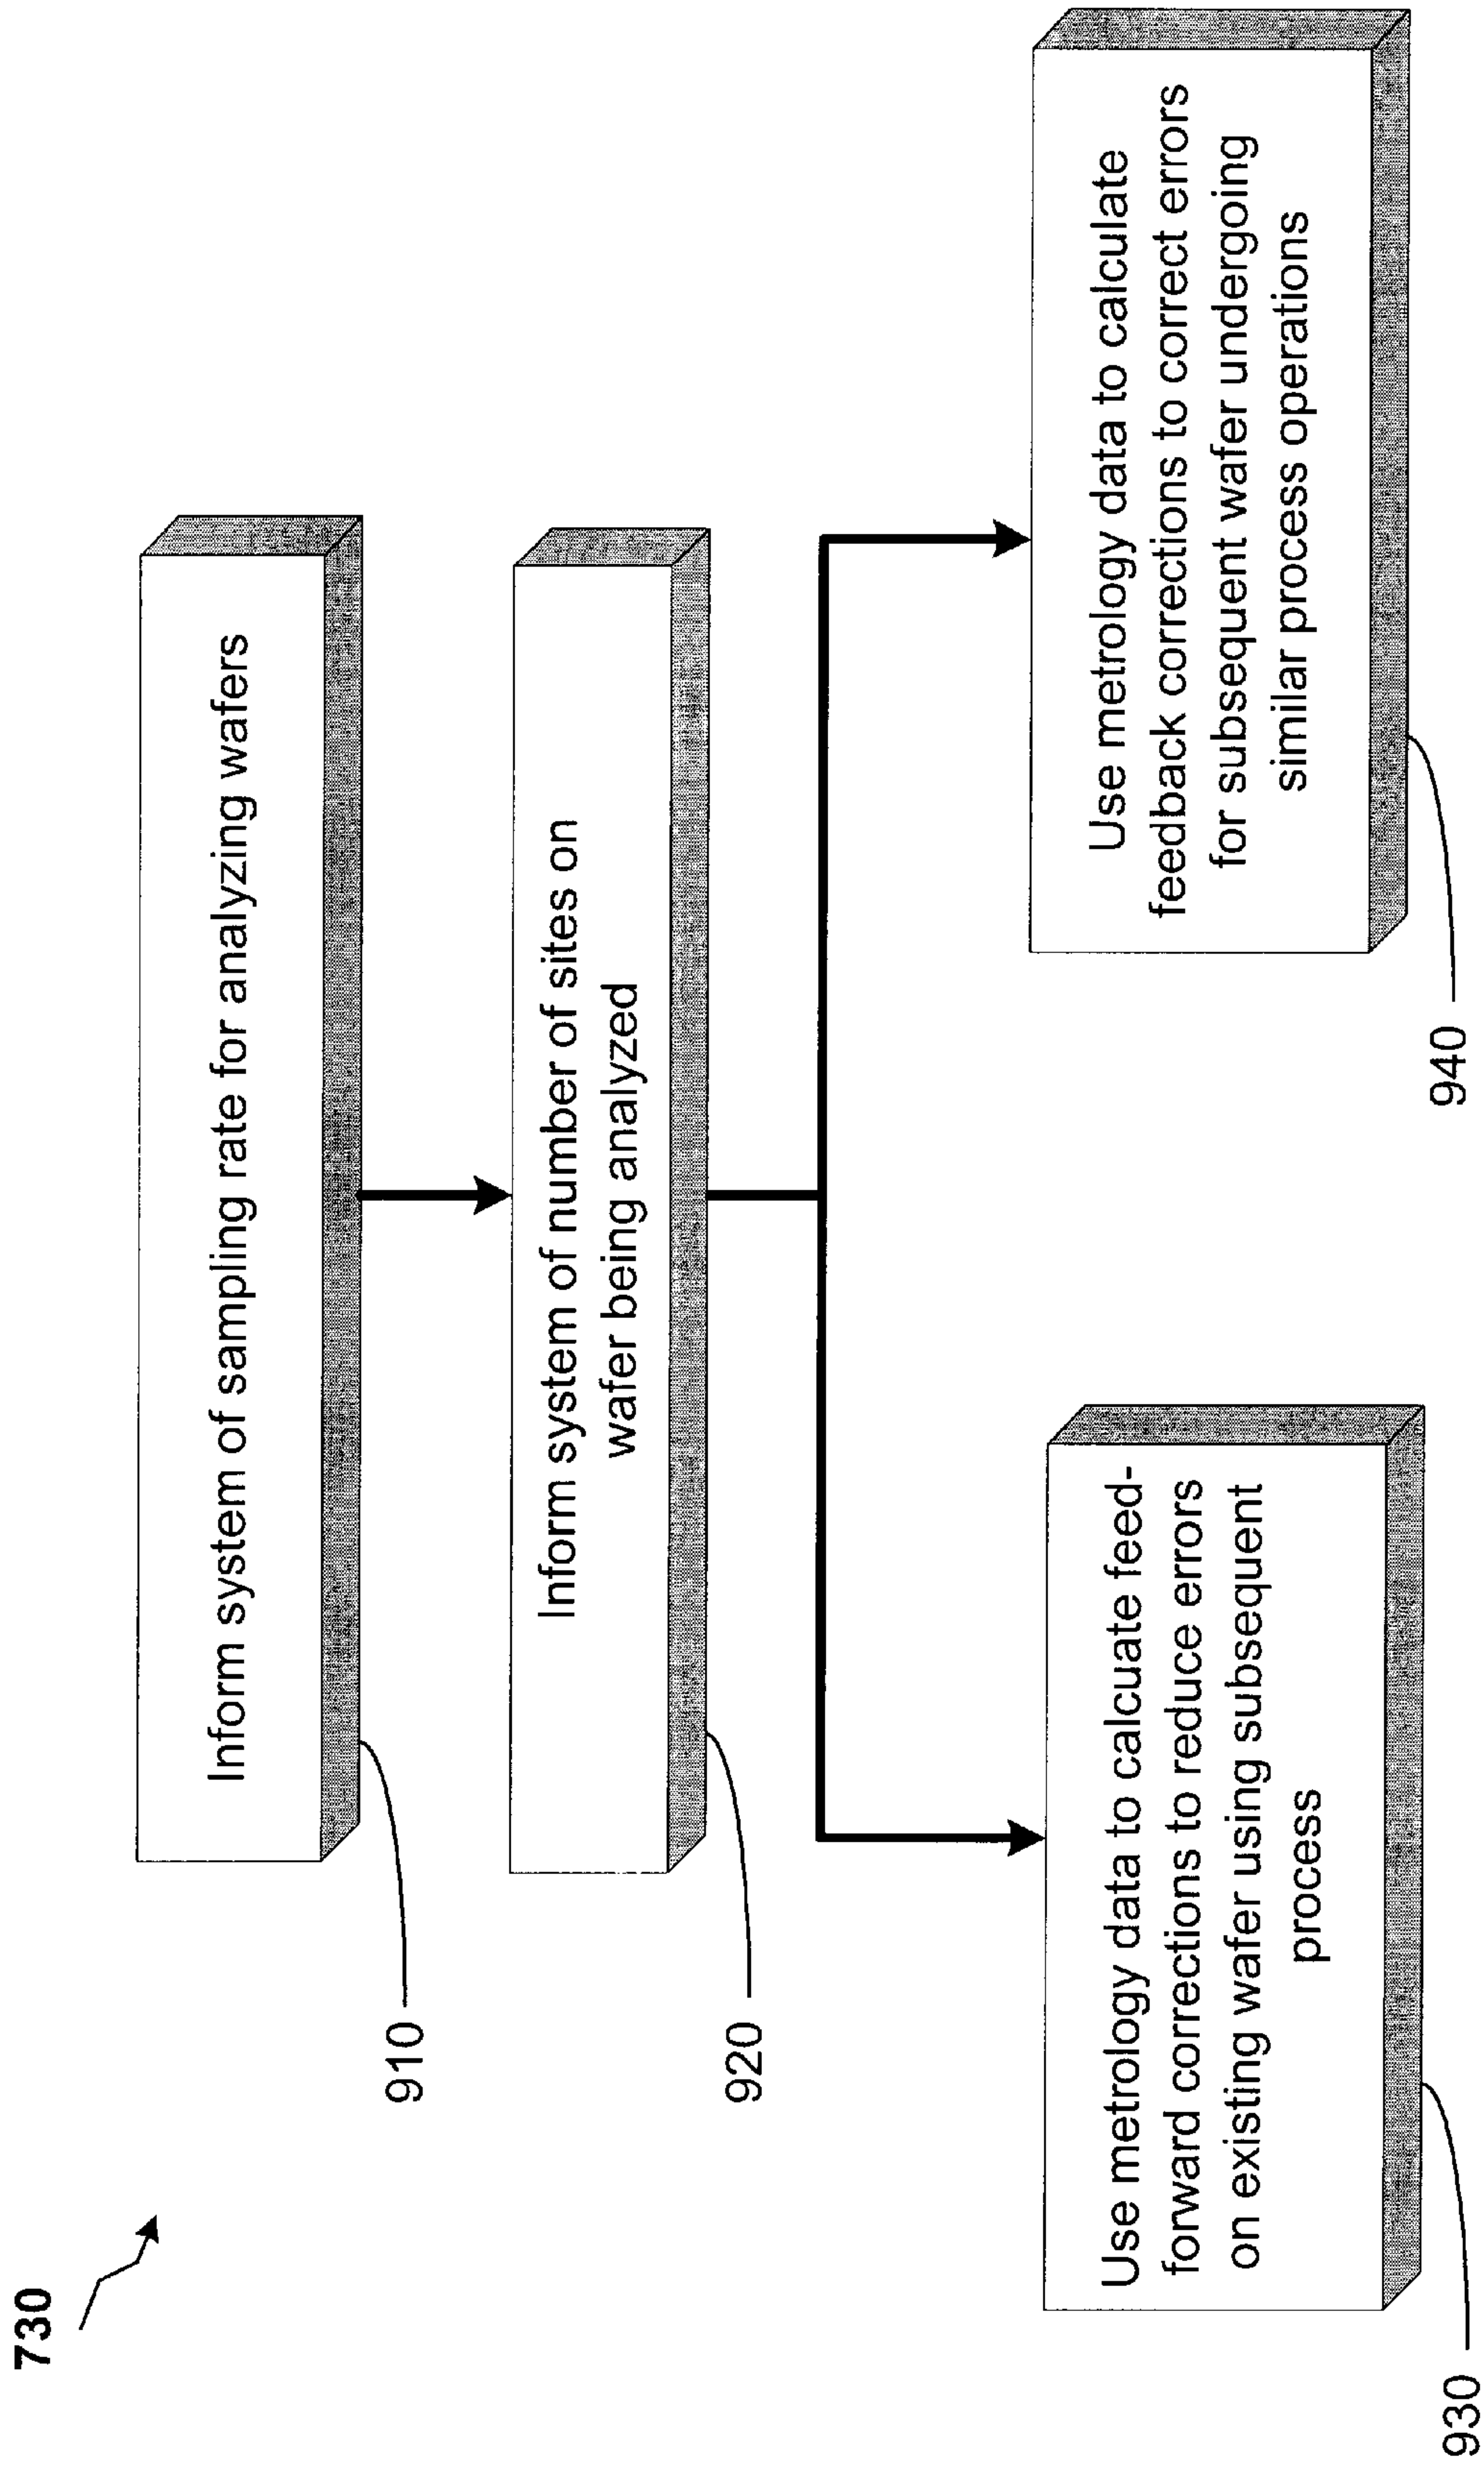 730
Inform system of sampling rate for analyzing wafers
910
Inform system of number of sites on
wafer being analyzed
920
Use metrology data to calcuate feed-
forward corrections to reduce errors
on existing wafer using subsequent
process
930
Use metrology data to calculate
feedback corrections to correct errors
for subsequent wafer undergoing
similar process operations
940